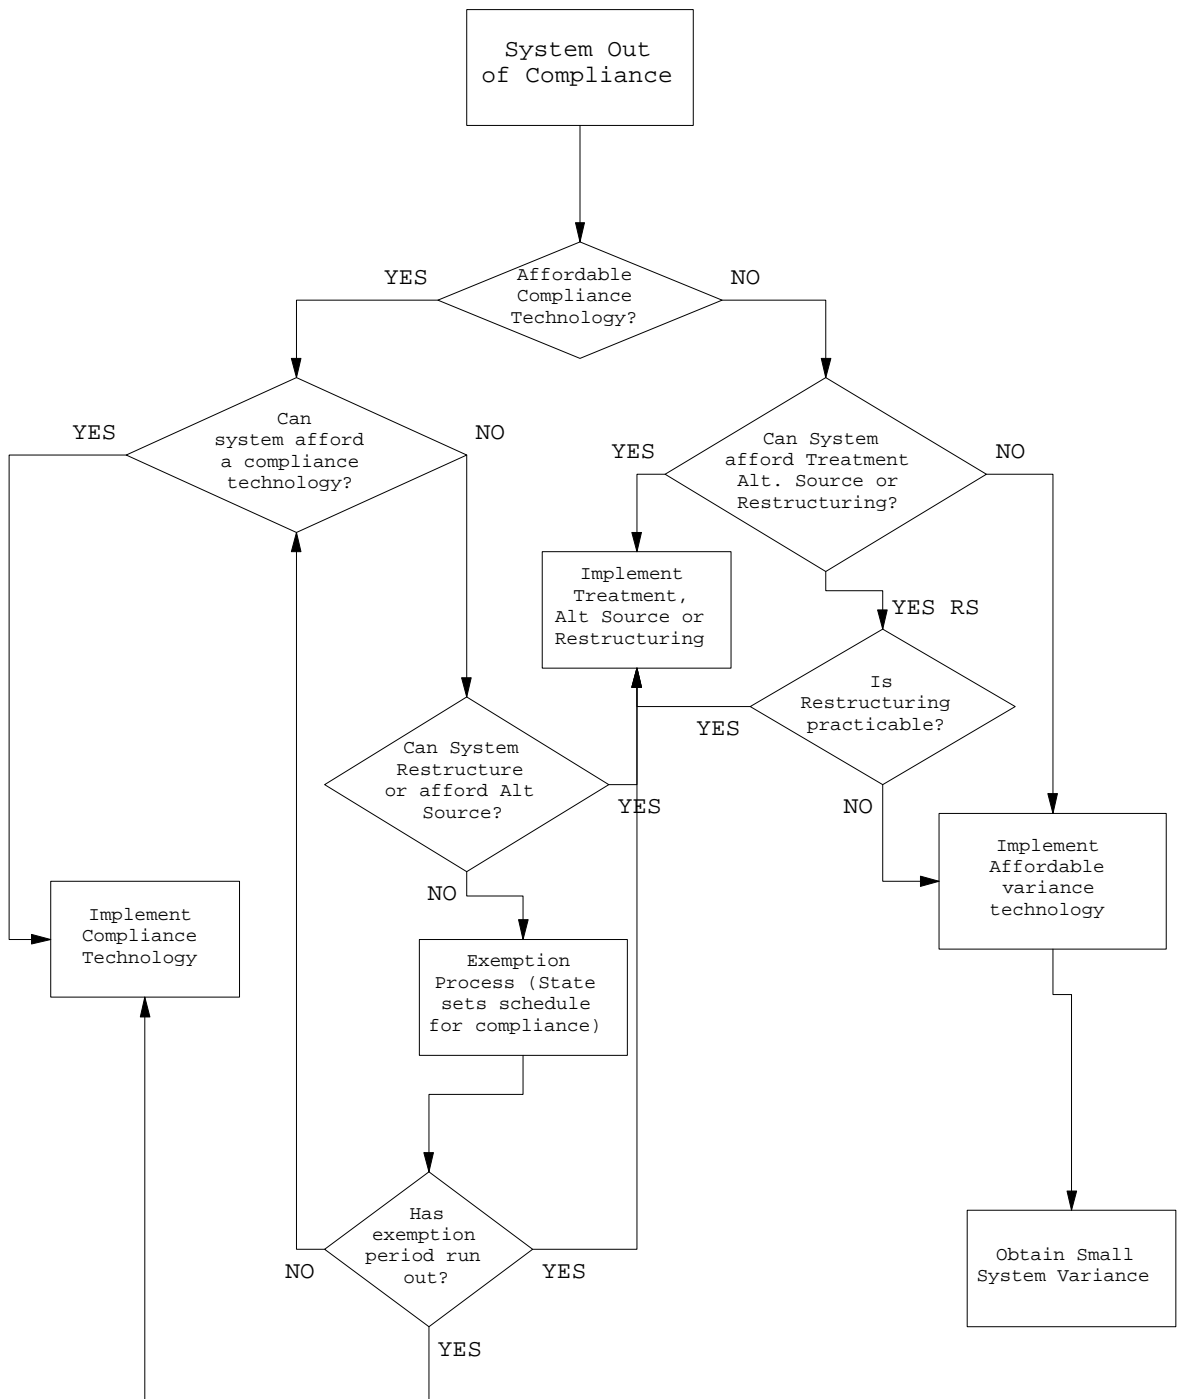 System Out
of Compliance
YES
Affordable
Compliance
Technology?
NO
YES
Can
system afford
a compliance
technology?
NO
YES
Can System
afford Treatment
Alt. Source or
Restructuring?
NO
Implement
Treatment,
Alt Source or
Restructuring
YES RS
Is
Restructuring
practicable?
YES
NO
Can System
Restructure
or afford Alt
Source?
YES
NO
Implement
Affordable
variance
technology
Implement
Compliance
Technology
Exemption
Process (State
sets schedule
for compliance)
Has
exemption
period run
out?
NO
YES
YES
Obtain Small
System Variance